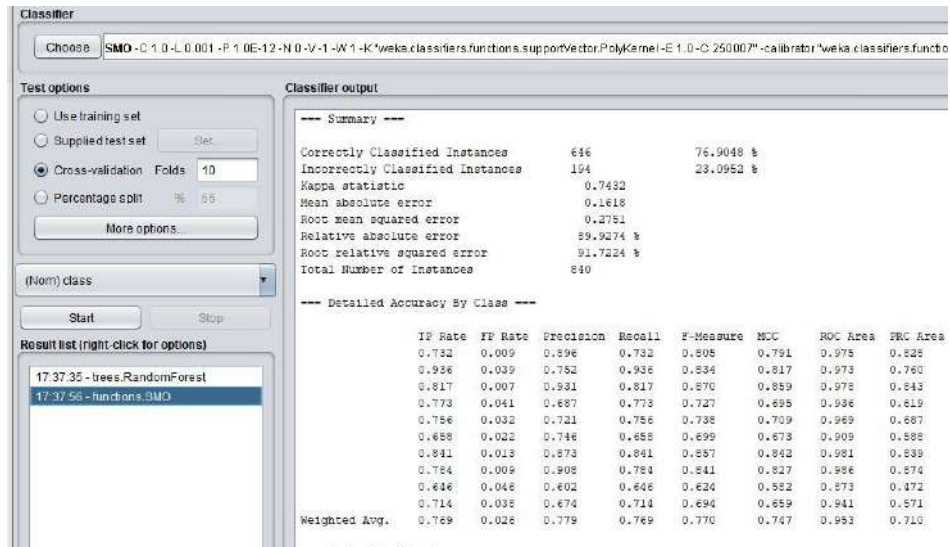 Classifier
Choose SMO -C 1.0 -L 0.001 -P 1.0E-12 -N 0 -V -1 -W 1 -K "weka.classifiers.functions.supportVector.PolyKernel -E 1.0 -C 250007" -calibrator "weka.classifiers.functio
Test options
Use training set
Supplied test set Set...
Cross-validation Folds 10
Percentage split % 66
More options...
(Nom) class
Start Stop
Result list (right-click for options)
17:37:35 - trees.RandomForest
17:37:56 - functions.SMO
Classifier output
=== Summary ===
Correctly Classified Instances 646 76.9048 %
Incorrectly Classified Instances 194 23.0952 %
Kappa statistic 0.7432
Mean absolute error 0.1618
Root mean squared error 0.2751
Relative absolute error 89.9274 %
Root relative squared error 91.7224 %
Total Number of Instances 840
=== Detailed Accuracy By Class ===
TP Rate FP Rate Precision Recall F-Measure MCC ROC Area PRC Area
0.732 0.009 0.896 0.732 0.805 0.791 0.975 0.828
0.936 0.039 0.752 0.936 0.834 0.817 0.973 0.760
0.817 0.007 0.931 0.817 0.870 0.859 0.978 0.843
0.773 0.041 0.687 0.773 0.727 0.695 0.936 0.619
0.756 0.032 0.721 0.756 0.738 0.709 0.969 0.687
0.658 0.022 0.746 0.658 0.699 0.673 0.909 0.588
0.841 0.013 0.873 0.841 0.857 0.842 0.981 0.839
0.784 0.009 0.908 0.784 0.841 0.827 0.986 0.874
0.646 0.046 0.602 0.646 0.624 0.582 0.873 0.472
0.714 0.038 0.674 0.714 0.694 0.659 0.941 0.571
Weighted Avg. 0.769 0.026 0.779 0.769 0.770 0.747 0.953 0.710